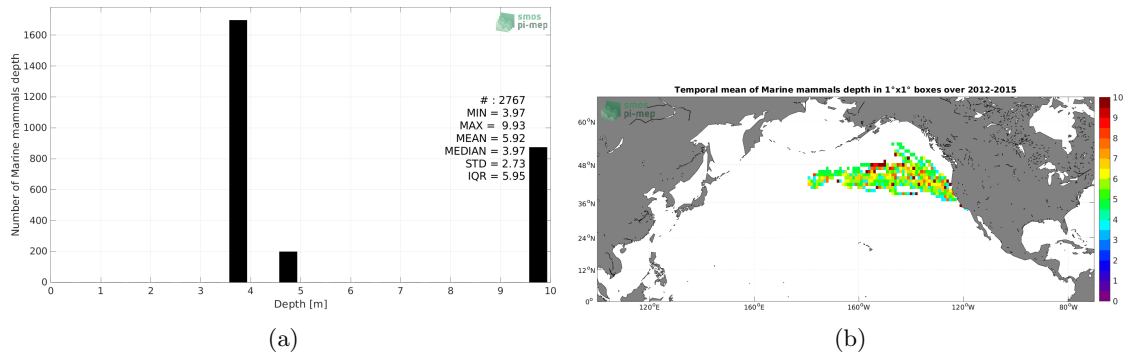 smos
pi-mep
Number of Marine mammals depth
1600
1400
1200
1000
800
600
400
200
0
# : 2767
MIN = 3.97
MAX = 9.93
MEAN = 5.92
MEDIAN = 3.97
STD = 2.73
IQR = 5.95
0 1 2 3 4 5 6 7 8 9 10
Depth [m]
(a)
Temporal mean of Marine mammals depth in 1°x1° boxes over 2012-2015
smos
pi-mep
60°N
48°N
36°N
24°N
12°N
0°
120°E 160°E 160°W 120°W 80°W
10
9
8
7
6
5
4
3
2
1
0
(b)